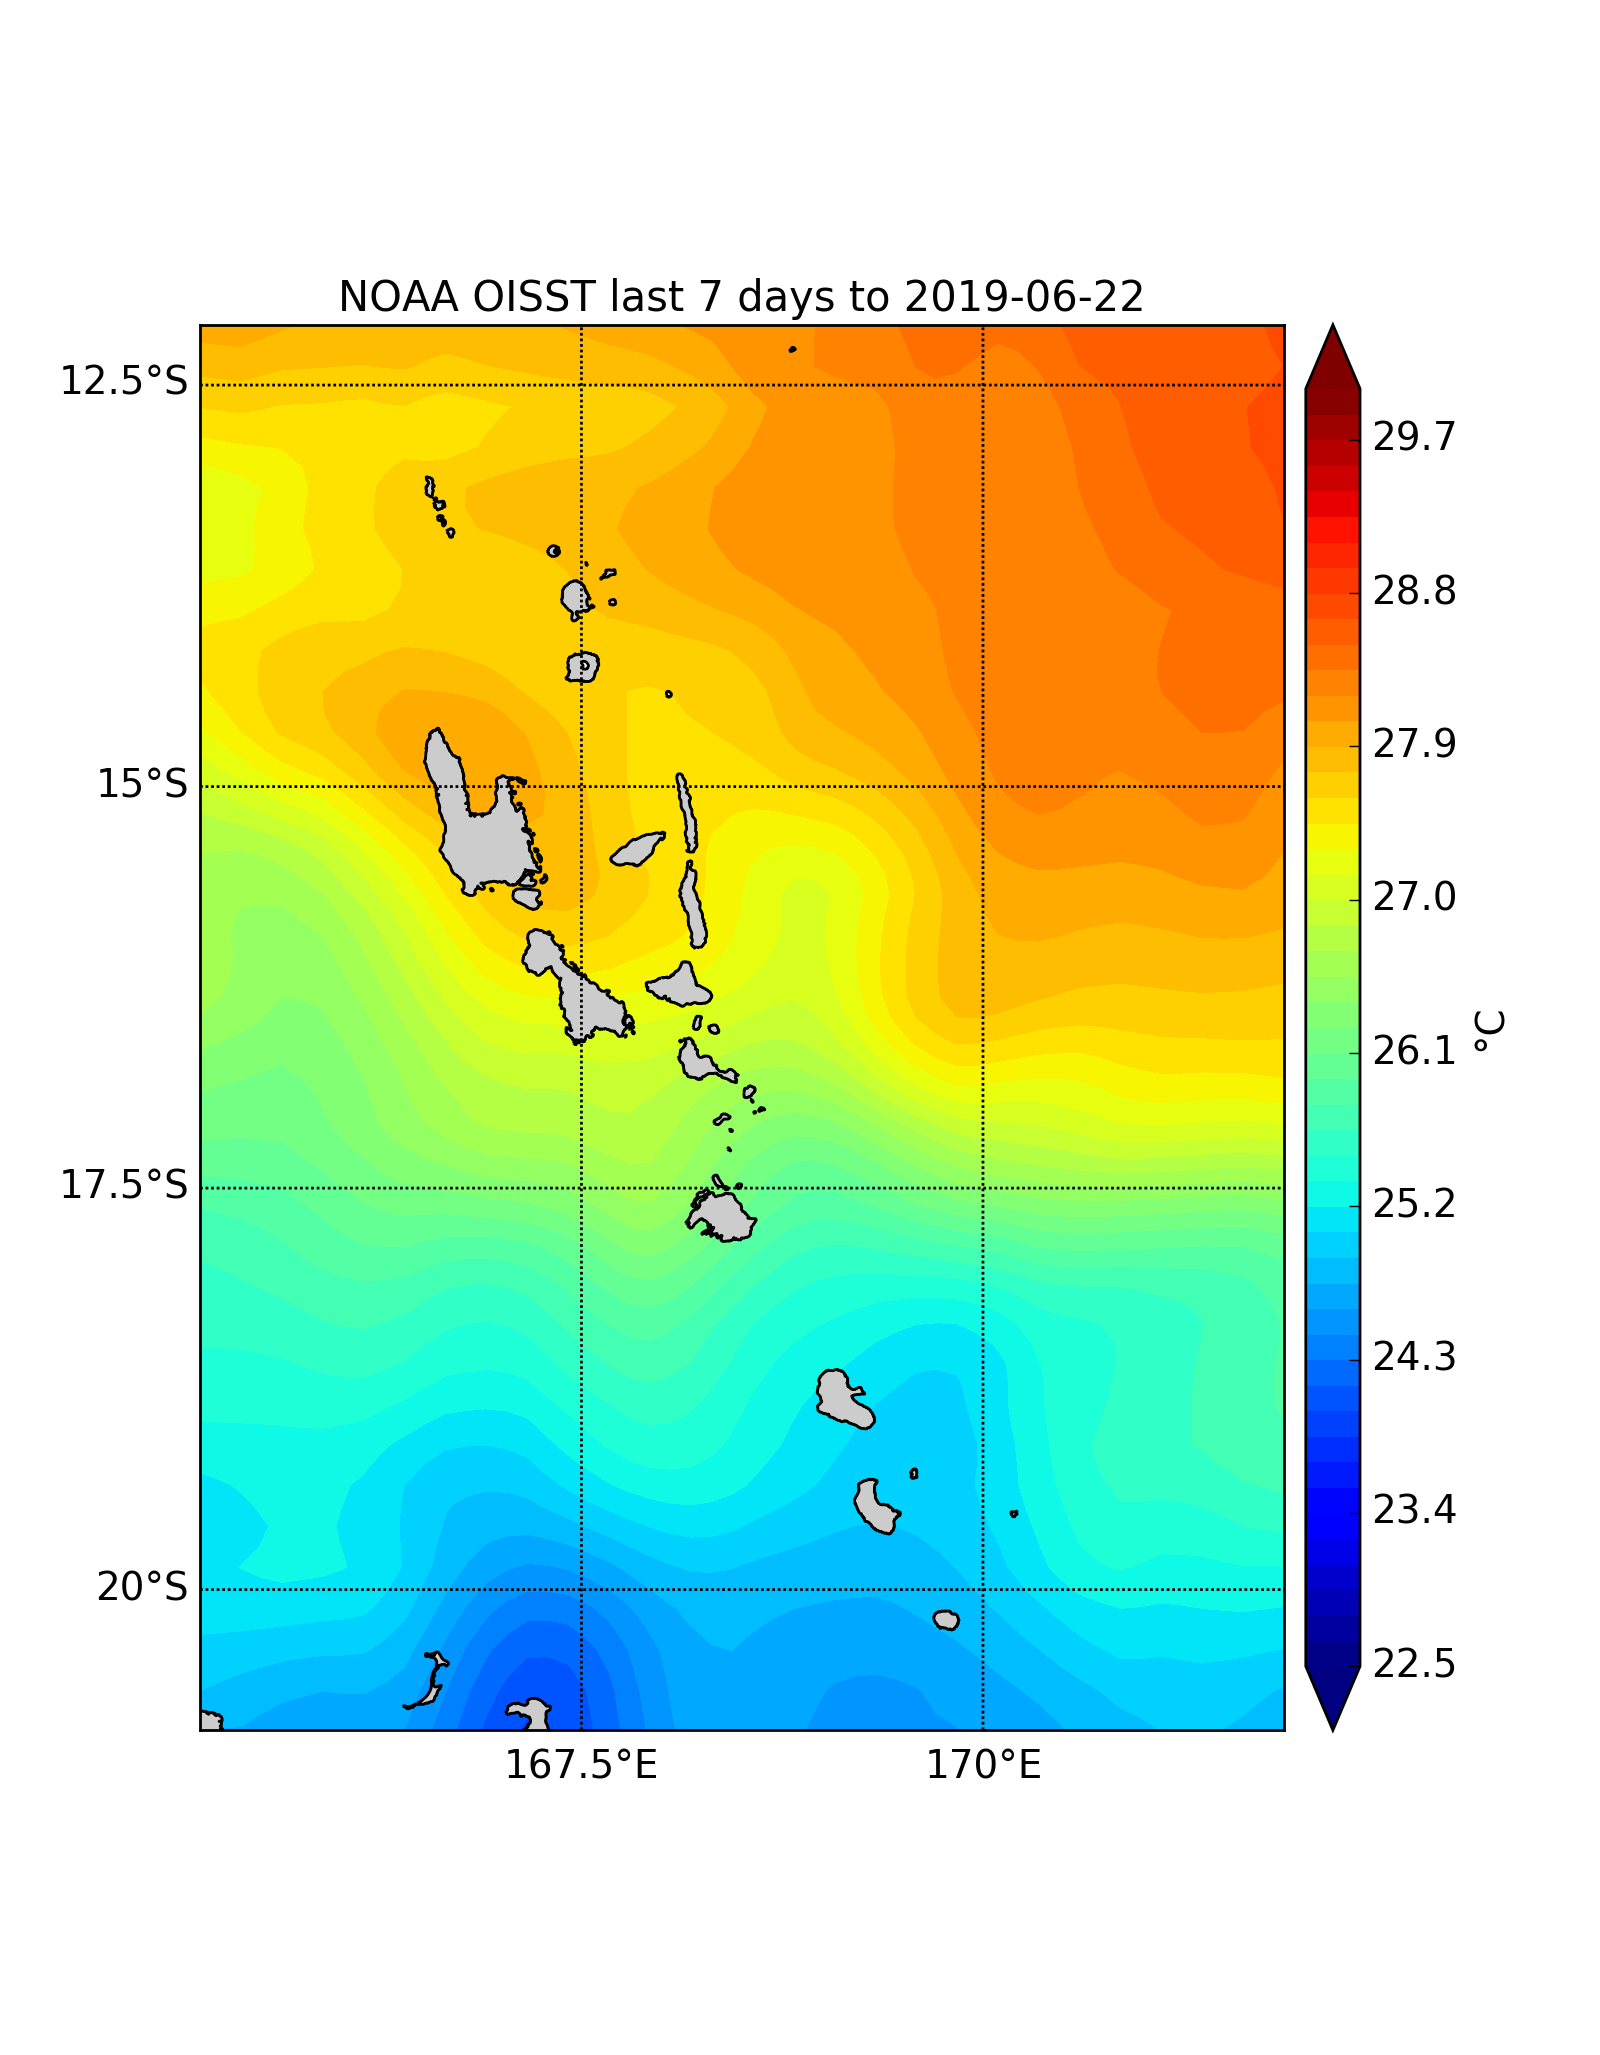 NOAA OISST last 7 days to 2019-06-22
12.5°S
15°S
17.5°S
20°S
167.5°E
170°E
29.7
28.8
27.9
27.0
26.1
25.2
24.3
23.4
22.5
°C